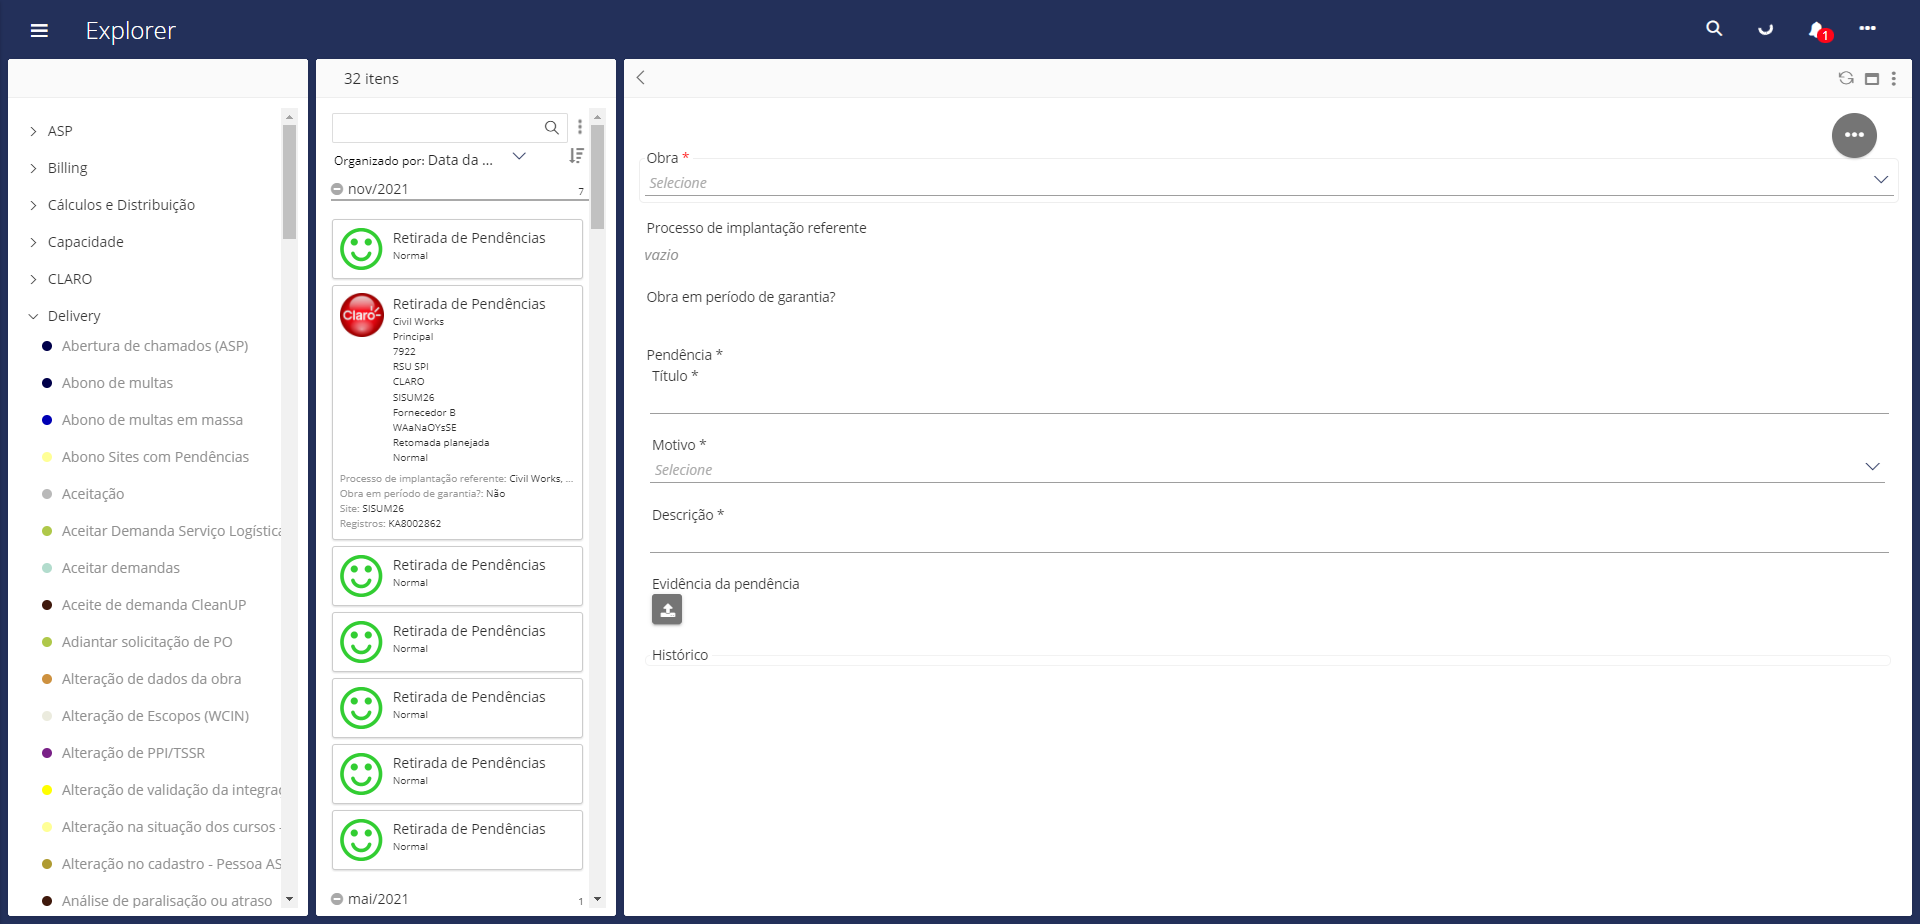 Explorer
1
ASP
Billing
Cálculos e Distribuição
Capacidade
CLARO
Delivery
Abertura de chamados (ASP)
Abono de multas
Abono de multas em massa
Abono Sites com Pendências
Aceitação
Aceitar Demanda Serviço Logística
Aceitar demandas
Aceite de demanda CleanUP
Adiantar solicitação de PO
Alteração de dados da obra
Alteração de Escopos (WCIN)
Alteração de PPI/TSSR
Alteração de validação da integrac
Alteração na situação dos cursos -
Alteração no cadastro - Pessoa AS
Análise de paralisação ou atraso
32 itens
Organizado por: Data da ...
nov/2021 7
Retirada de Pendências
Normal
Claro
Retirada de Pendências
Civil Works
Principal
7922
RSU SPI
CLARO
SISUM26
Fornecedor B
WAaNaOYsSE
Retomada planejada
Normal
Processo de implantação referente: Civil Works, ...
Obra em período de garantia?: Não
Site: SISUM26
Registros: KA8002862
Retirada de Pendências
Normal
Retirada de Pendências
Normal
Retirada de Pendências
Normal
Retirada de Pendências
Normal
Retirada de Pendências
Normal
mai/2021 1
Obra *
Selecione
Processo de implantação referente
vazio
Obra em período de garantia?
Pendência *
Título *
Motivo *
Selecione
Descrição *
Evidência da pendência
Histórico